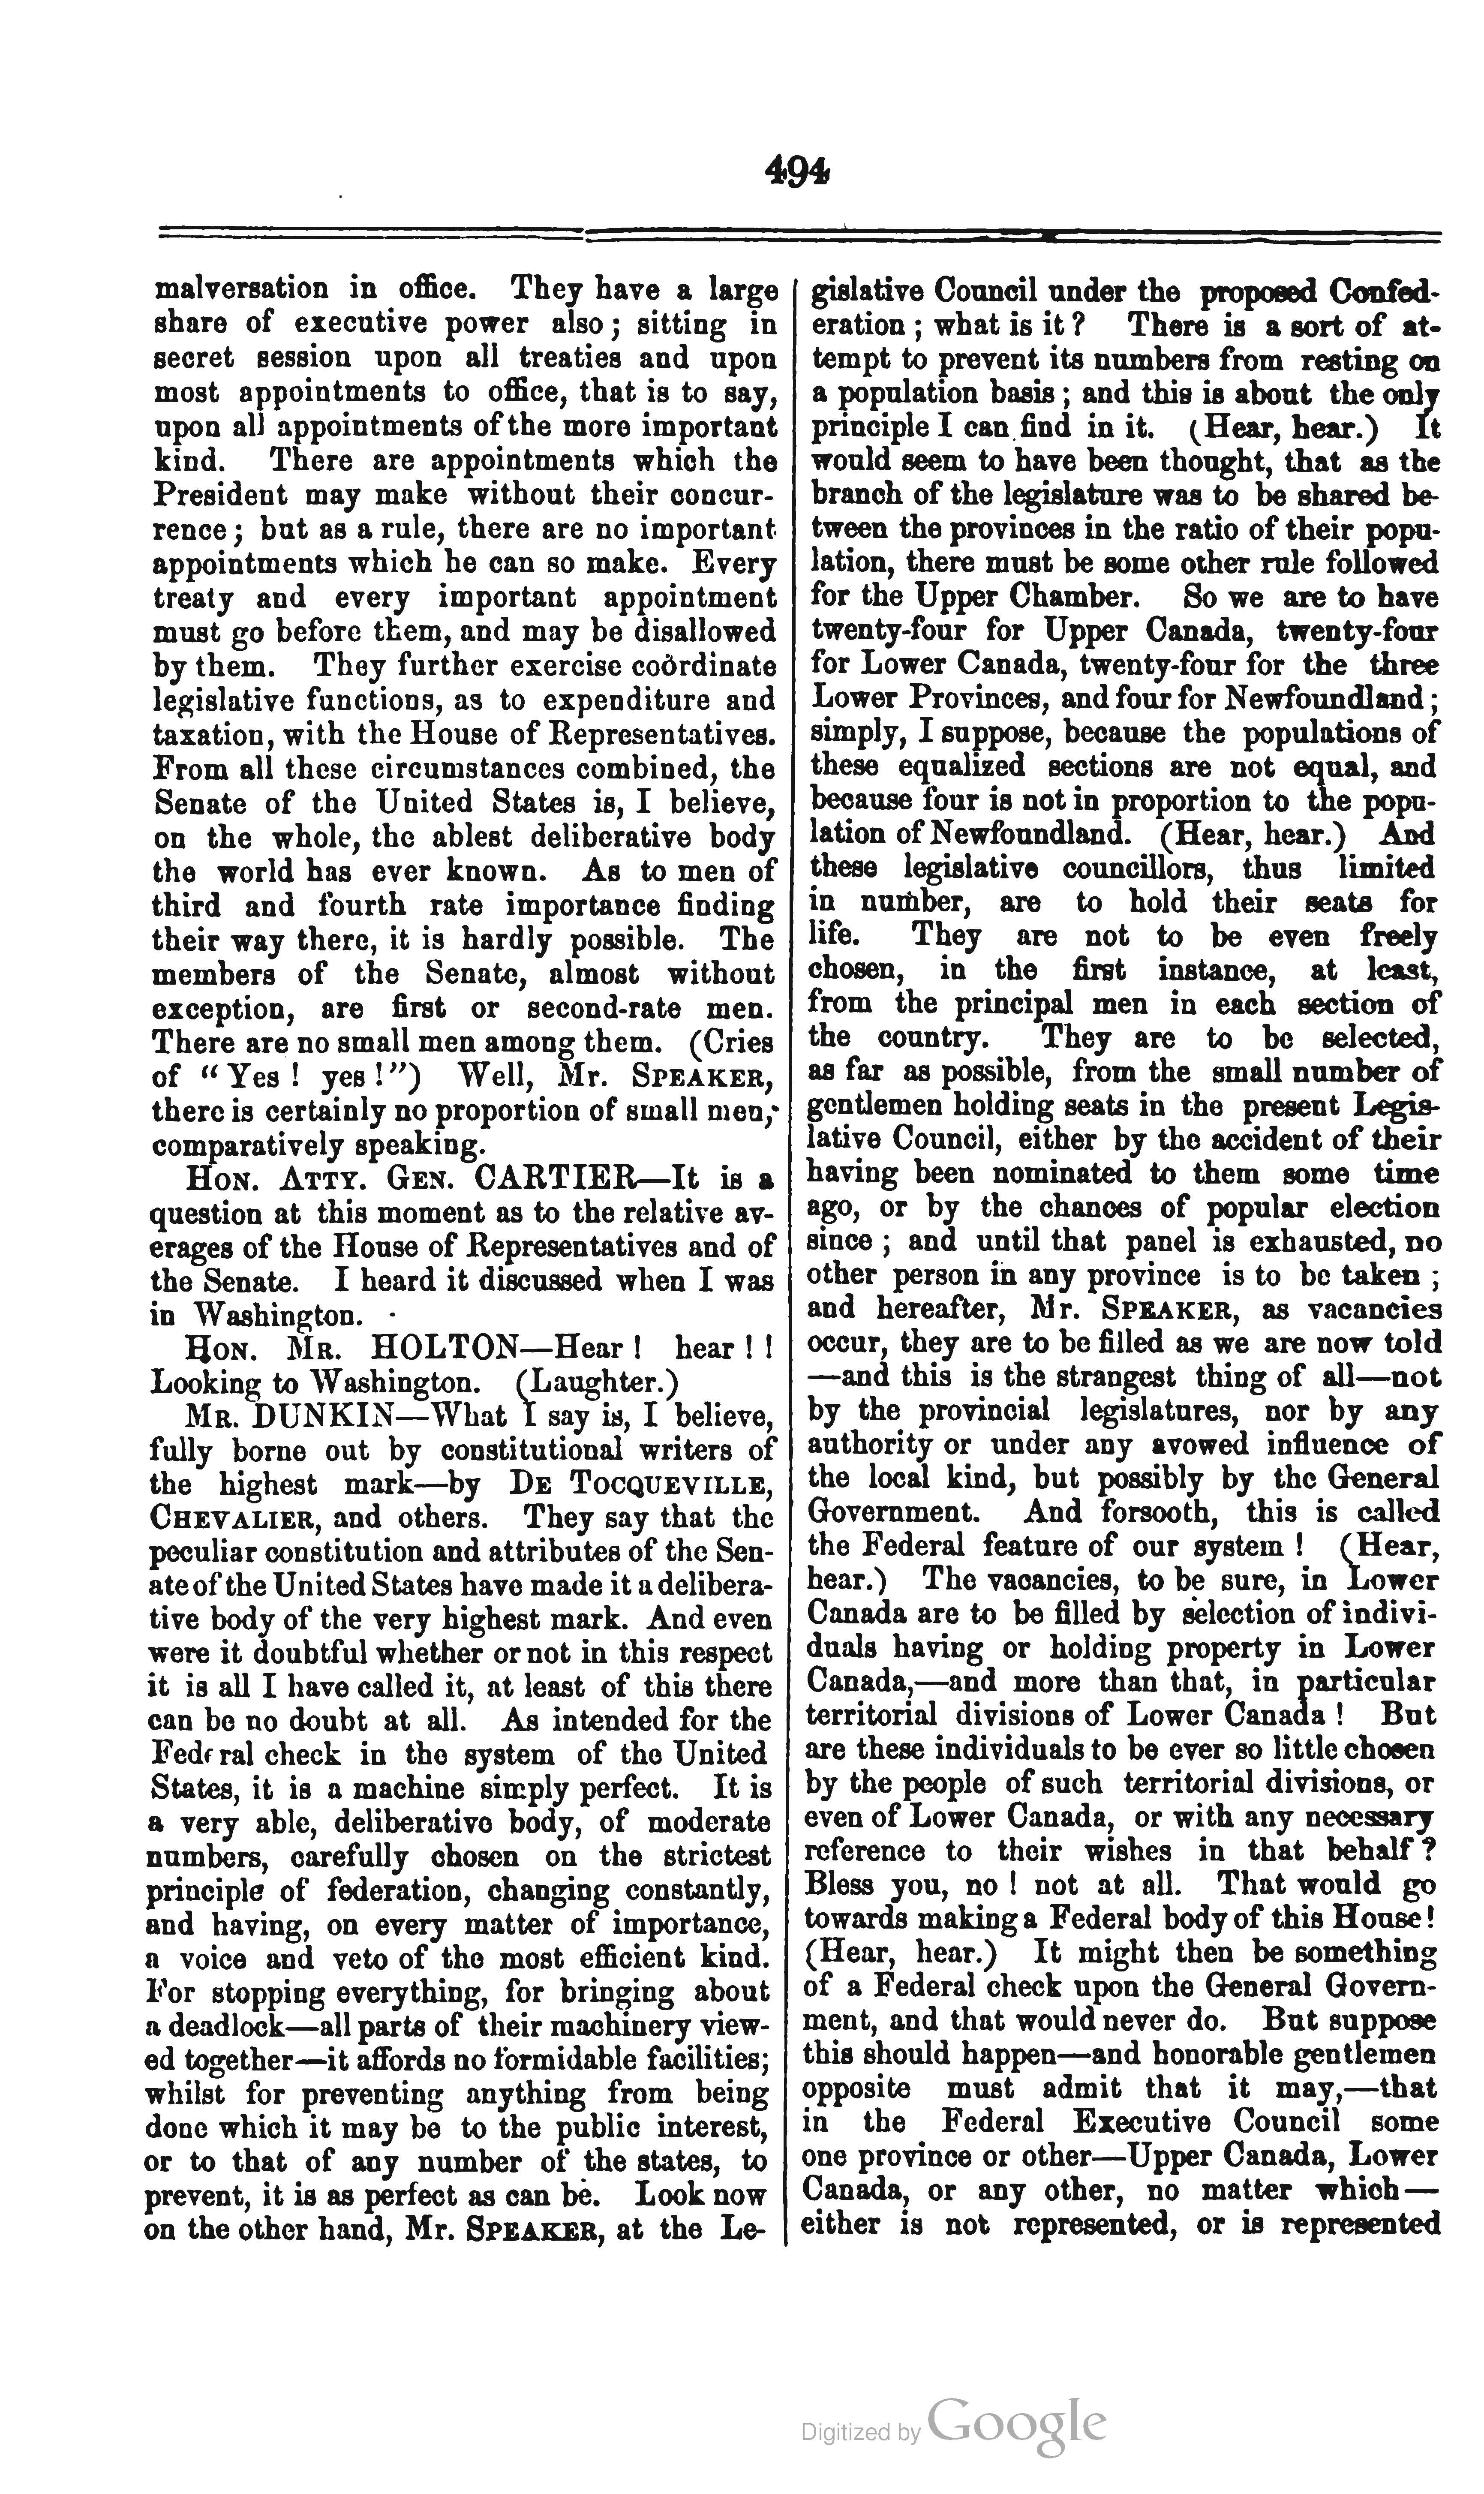 494
malversation in office. They have a large
share of executive power also; sitting in
secret session upon all treaties and upon
most appointments to office, that is to say,
upon all appointments of the more important
kind. There are appointments which the
President may make without their concur-
rence; but as a rule, there are no important
appointments which he can so make. Every
treaty and every important appointment
must go before them, and may be disallowed
by them. They further exercise coördinate
legislative functions, as to expenditure and
taxation, with the House of Representatives.
From all these circumstances combined, the
Senate of the United States is, I believe,
on the whole, the ablest deliberative body
the world has ever known. As to men of
third and fourth rate importance finding
their way there, it is hardly possible. The
members of the Senate, almost without
exception, are first or second-rate men.
There are no small men among them. (Cries
of "Yes! yes!") Well, Mr. SPEAKER,
there is certainly no proportion of small men,
comparatively speaking.
HON. ATTY. GEN. CARTIER—It is a
question at this moment as to the relative av-
erages of the House of Representatives and of
the Senate. I heard it discussed when I was
in Washington.
HON. MR. HOLTON—Hear! hear!!
Looking to Washington. (Laughter.)
MR. DUNKIN—What I say is, I believe,
fully borne out by constitutional writers of
the highest mark—by DE TOCQUEVILLE,
CHEVALIER, and others. They say that the
peculiar constitution and attributes of the Sen-
ate of the United States have made it a delibera-
tive body of the very highest mark. And even
were it doubtful whether or not in this respect
it is all I have called it, at least of this there
can be no doubt at all. As intended for the
Federal check in the system of the United
States, it is a machine simply perfect. It is
a very able, deliberative body, of moderate
numbers, carefully chosen on the strictest
principle of federation, changing constantly,
and having, on every matter of importance,
a voice and veto of the most efficient kind.
For stopping everything, for bringing about
a deadlock—all parts of their machinery view-
ed together—it affords no formidable facilities;
whilst for preventing anything from being
done which it may be to the public interest,
or to that of any number of the states, to
prevent, it is as perfect as can be. Look now
on the other hand, Mr. SPEAKER, at the Le-
gislative Council under the proposed Confed-
eration; what is it? There is a sort of at-
tempt to prevent its numbers from resting on
a population basis; and this is about the only
principle I can find in it. (Hear, hear.) It
would seem to have been thought, that as the
branch of the legislature was to be shared be-
tween the provinces in the ratio of their popu-
lation, there must be some other rule followed
for the Upper Chamber. So we are to have
twenty-four for Upper Canada, twenty-four
for Lower Canada, twenty-four for the three
Lower Provinces, and four for Newfoundland;
simply, I suppose, because the populations of
these equalized sections are not equal, and
because four is not in proportion to the popu-
lation of Newfoundland. (Hear, hear.) And
these legislative councillors, thus limited
in number, are to hold their seats for
life. They are not to be even freely
chosen, in the first instance, at least,
from the principal men in each section of
the country. They are to be selected,
as far as possible, from the small number of
gentlemen holding seats in the present Legis-
lative Council, either by the accident of their
having been nominated to them some time
ago, or by the chances of popular election
since; and until that panel is exhausted, no
other person in any province is to be taken;
and hereafter, Mr. SPEAKER, as vacancies
occur, they are to be filled as we are now told
—and this is the strangest thing of all—not
by the provincial legislatures, nor by any
authority or under any avowed influence of
the local kind, but possibly by the General
Government. And forsooth, this is called
the Federal feature of our system! (Hear,
hear.) The vacancies, to be sure, in Lower
Canada are to be filled by selection of indivi-
duals having or holding property in Lower
Canada,—and more than that, in particular
territorial divisions of Lower Canada! But
are these individuals to be ever so little chosen
by the people of such territorial divisions, or
even of Lower Canada, or with any necessary
reference to their wishes in that behalf?
Bless you, no! not at all. That would go
towards making a Federal body of this House!
(Hear, hear.) It might then be something
of a Federal check upon the General Govern-
ment, and that would never do. But suppose
this should happen—and honorable gentlemen
opposite must admit that it may,—that
in the Federal Executive Council some
one province or other—Upper Canada, Lower
Canada, or any other, no matter which—
either is not represented, or is represented
Digitized by Google